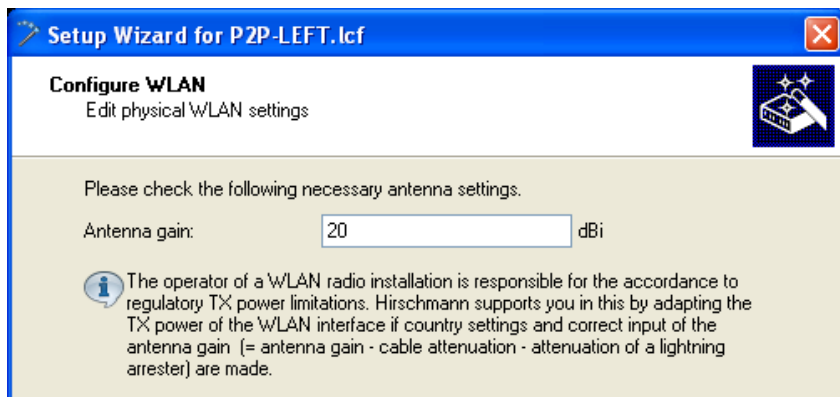 Setup Wizard for P2P-LEFT.lcf
Configure WLAN
Edit physical WLAN settings
Please check the following necessary antenna settings.
Antenna gain: 20 dBi
The operator of a WLAN radio installation is responsible for the accordance to
regulatory TX power limitations. Hirschmann supports you in this by adapting the
TX power of the WLAN interface if country settings and correct input of the
antenna gain (= antenna gain - cable attenuation - attenuation of a lightning
arrester) are made.